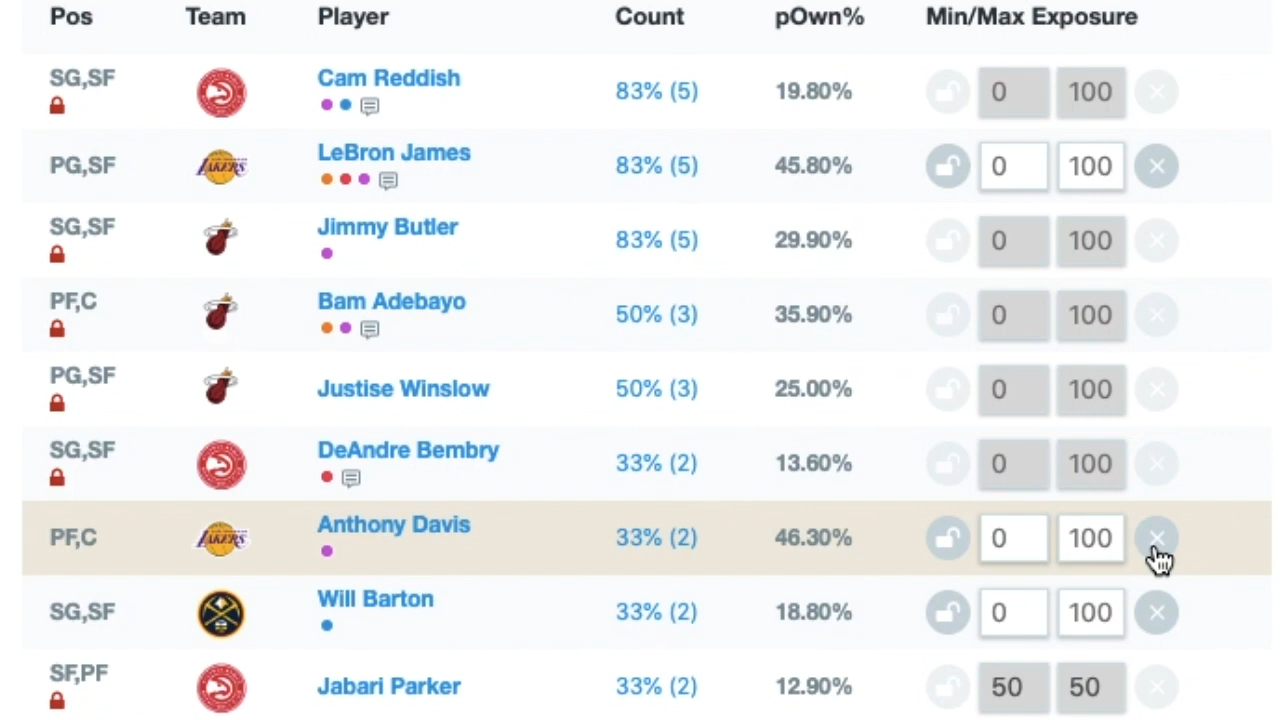 Pos Team Player Count pOwn% Min/Max Exposure
SG,SF Cam Reddish 83% (5) 19.80% 0 100
PG,SF LAKERS LeBron James 83% (5) 45.80% 0 100
SG,SF Jimmy Butler 83% (5) 29.90% 0 100
PF,C Bam Adebayo 50% (3) 35.90% 0 100
PG,SF Justise Winslow 50% (3) 25.00% 0 100
SG,SF DeAndre Bembry 33% (2) 13.60% 0 100
PF,C LAKERS Anthony Davis 33% (2) 46.30% 0 100
SG,SF Will Barton 33% (2) 18.80% 0 100
SF,PF Jabari Parker 33% (2) 12.90% 50 50